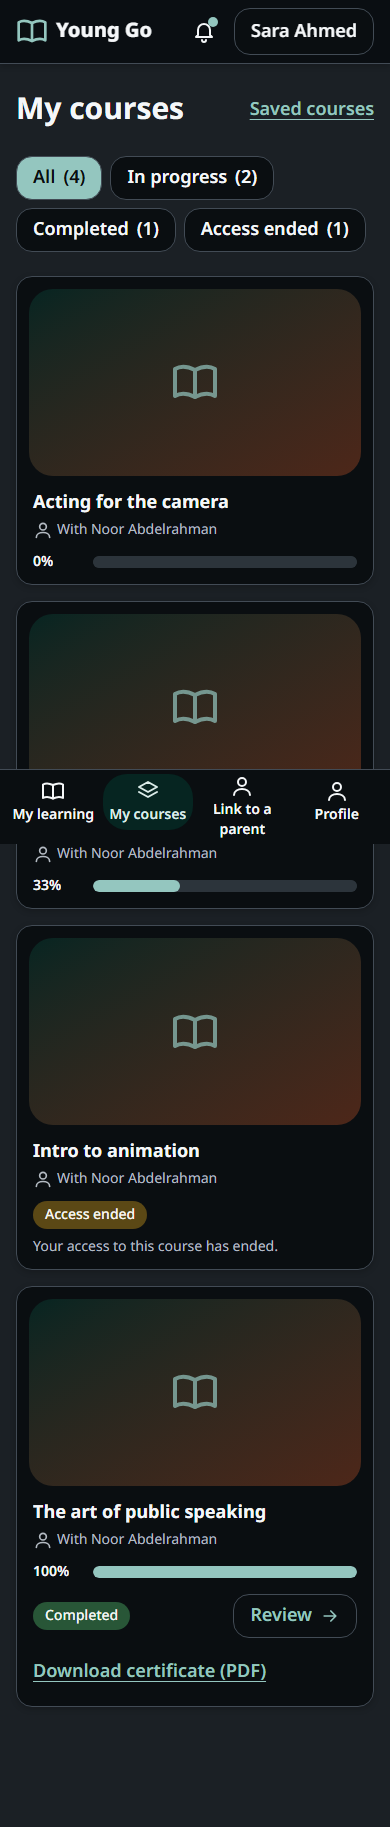 Young Go
Sara Ahmed
My courses
Saved courses
All (4)
In progress (2)
Completed (1)
Access ended (1)
Acting for the camera
With Noor Abdelrahman
0%
My learning
My courses
Link to a
parent
Profile
With Noor Abdelrahman
33%
Intro to animation
With Noor Abdelrahman
Access ended
Your access to this course has ended.
The art of public speaking
With Noor Abdelrahman
100%
Completed
Review
Download certificate (PDF)